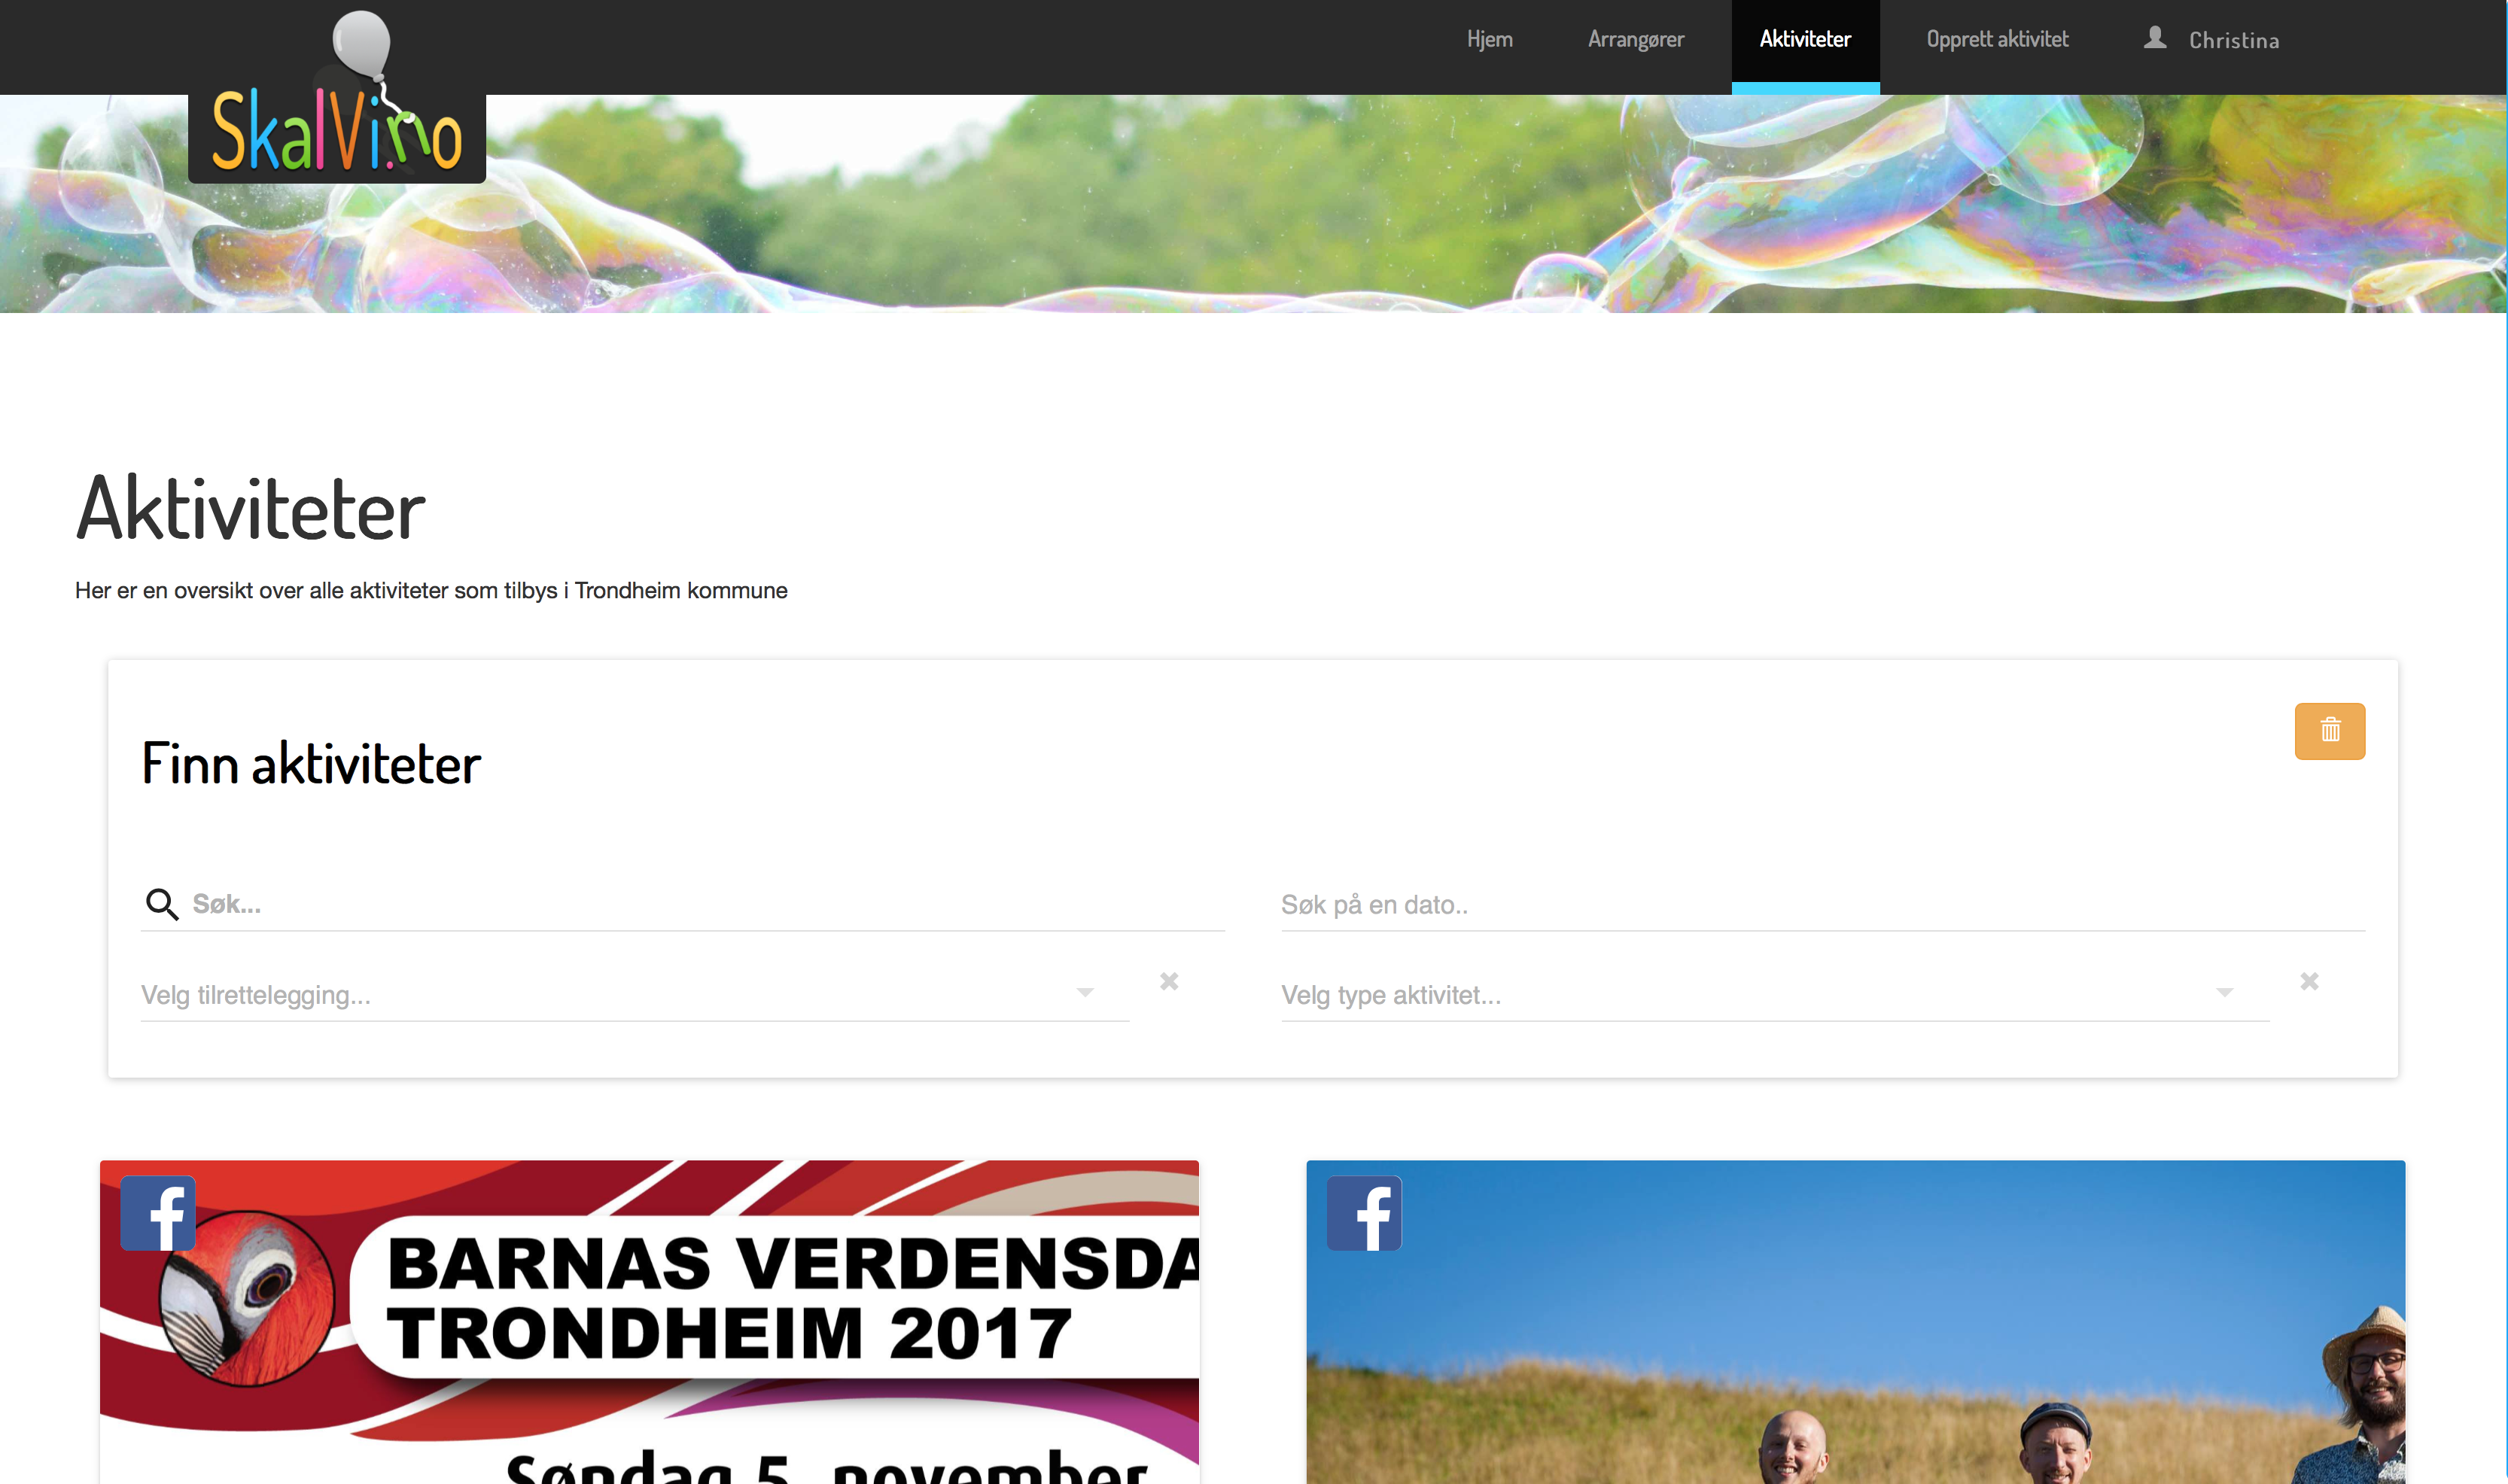 SkalVi.no
Hjem
Arrangører
Aktiviteter
Opprett aktivitet
Christina
Aktiviteter
Her er en oversikt over alle aktiviteter som tilbys i Trondheim kommune
Finn aktiviteter
Søk...
Søk på en dato..
Velg tilrettelegging...
Velg type aktivitet...
f
BARNAS VERDENSDA
TRONDHEIM 2017
Søndag 5. november
f